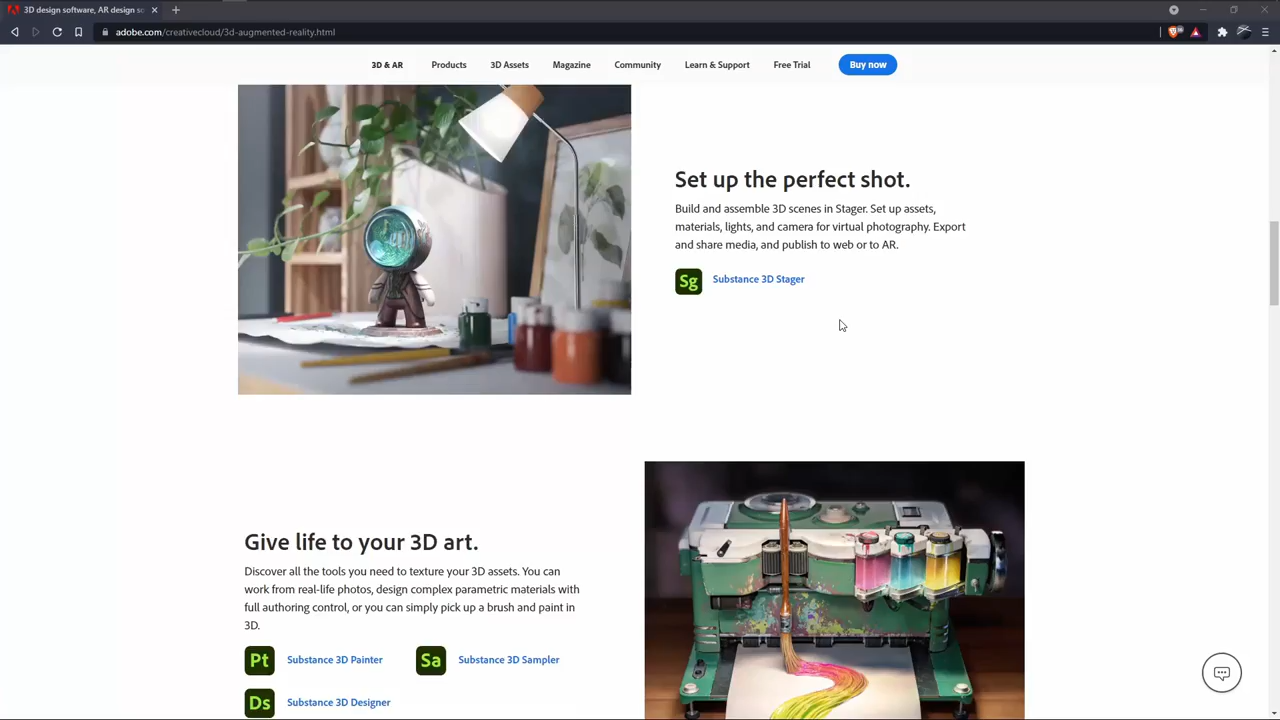 3D design software, AR design so
adobe.com/creativecloud/3d-augmented-reality.html
3D & AR
Products
3D Assets
Magazine
Community
Learn & Support
Free Trial
Buy now
Set up the perfect shot.
Build and assemble 3D scenes in Stager. Set up assets,
materials, lights, and camera for virtual photography. Export
and share media, and publish to web or to AR.
Sg
Substance 3D Stager
Give life to your 3D art.
Discover all the tools you need to texture your 3D assets. You can
work from real-life photos, design complex parametric materials with
full authoring control, or you can simply pick up a brush and paint in
3D.
Pt
Substance 3D Painter
Sa
Substance 3D Sampler
Ds
Substance 3D Designer